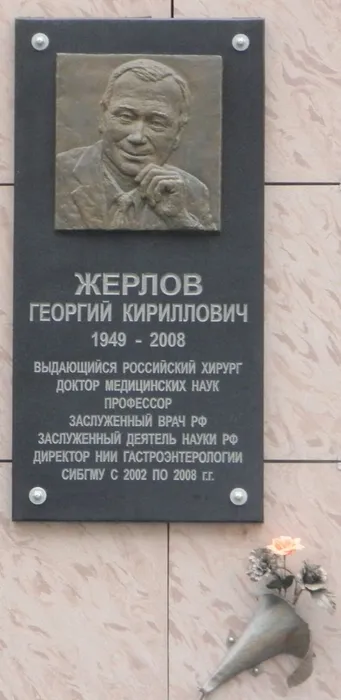 ЖЕРЛОВ
ГЕОРГИЙ КИРИЛЛОВИЧ
1949 - 2008
ВЫДАЮЩИЙСЯ РОССИЙСКИЙ ХИРУРГ
ДОКТОР МЕДИЦИНСКИХ НАУК
ПРОФЕССОР
ЗАСЛУЖЕННЫЙ ВРАЧ РФ
ЗАСЛУЖЕННЫЙ ДЕЯТЕЛЬ НАУКИ РФ
ДИРЕКТОР НИИ ГАСТРОЭНТЕРОЛОГИИ
СИБГМУ С 2002 ПО 2008 г.г.